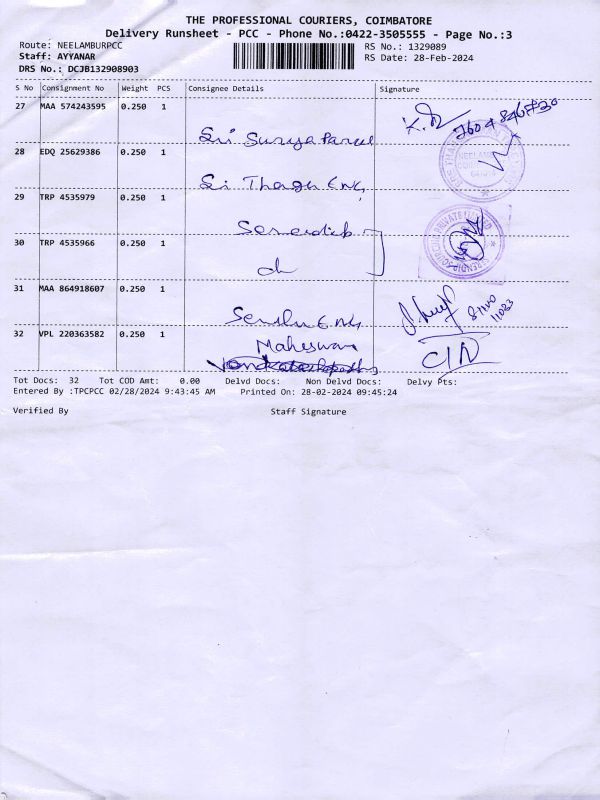 THE PROFESSIONAL COURIERS, COIMBATORE
Delivery Runsheet - PCC - Phone No.:0422-3505555 - Page No.:3
Route: NEELAMBURPCC RS No.: 1329089
Staff: AYYANAR RS Date: 28-Feb-2024
DRS No.: DCJB132908903
S No Consignment No Weight PCS Consignee Details Signature
27 MAA 574243595 0.250 1
Sri Surya Parcel
28 EDQ 25629386 0.250 1
Sri Thaga ENG
29 TRP 4535979 0.250 1
30 TRP 4535966 0.250 1
do
31 MAA 864918607 0.250 1
ENG
32 VPL 220363582 0.250 1
Maheswari
Tot Docs: 32 Tot COD Amt: 0.00 Delvd Docs: Non Delvd Docs: Delvy Pts:
Entered By :TPCPCC 02/28/2024 9:43:45 AM Printed On: 28-02-2024 09:45:24
Verified By Staff Signature